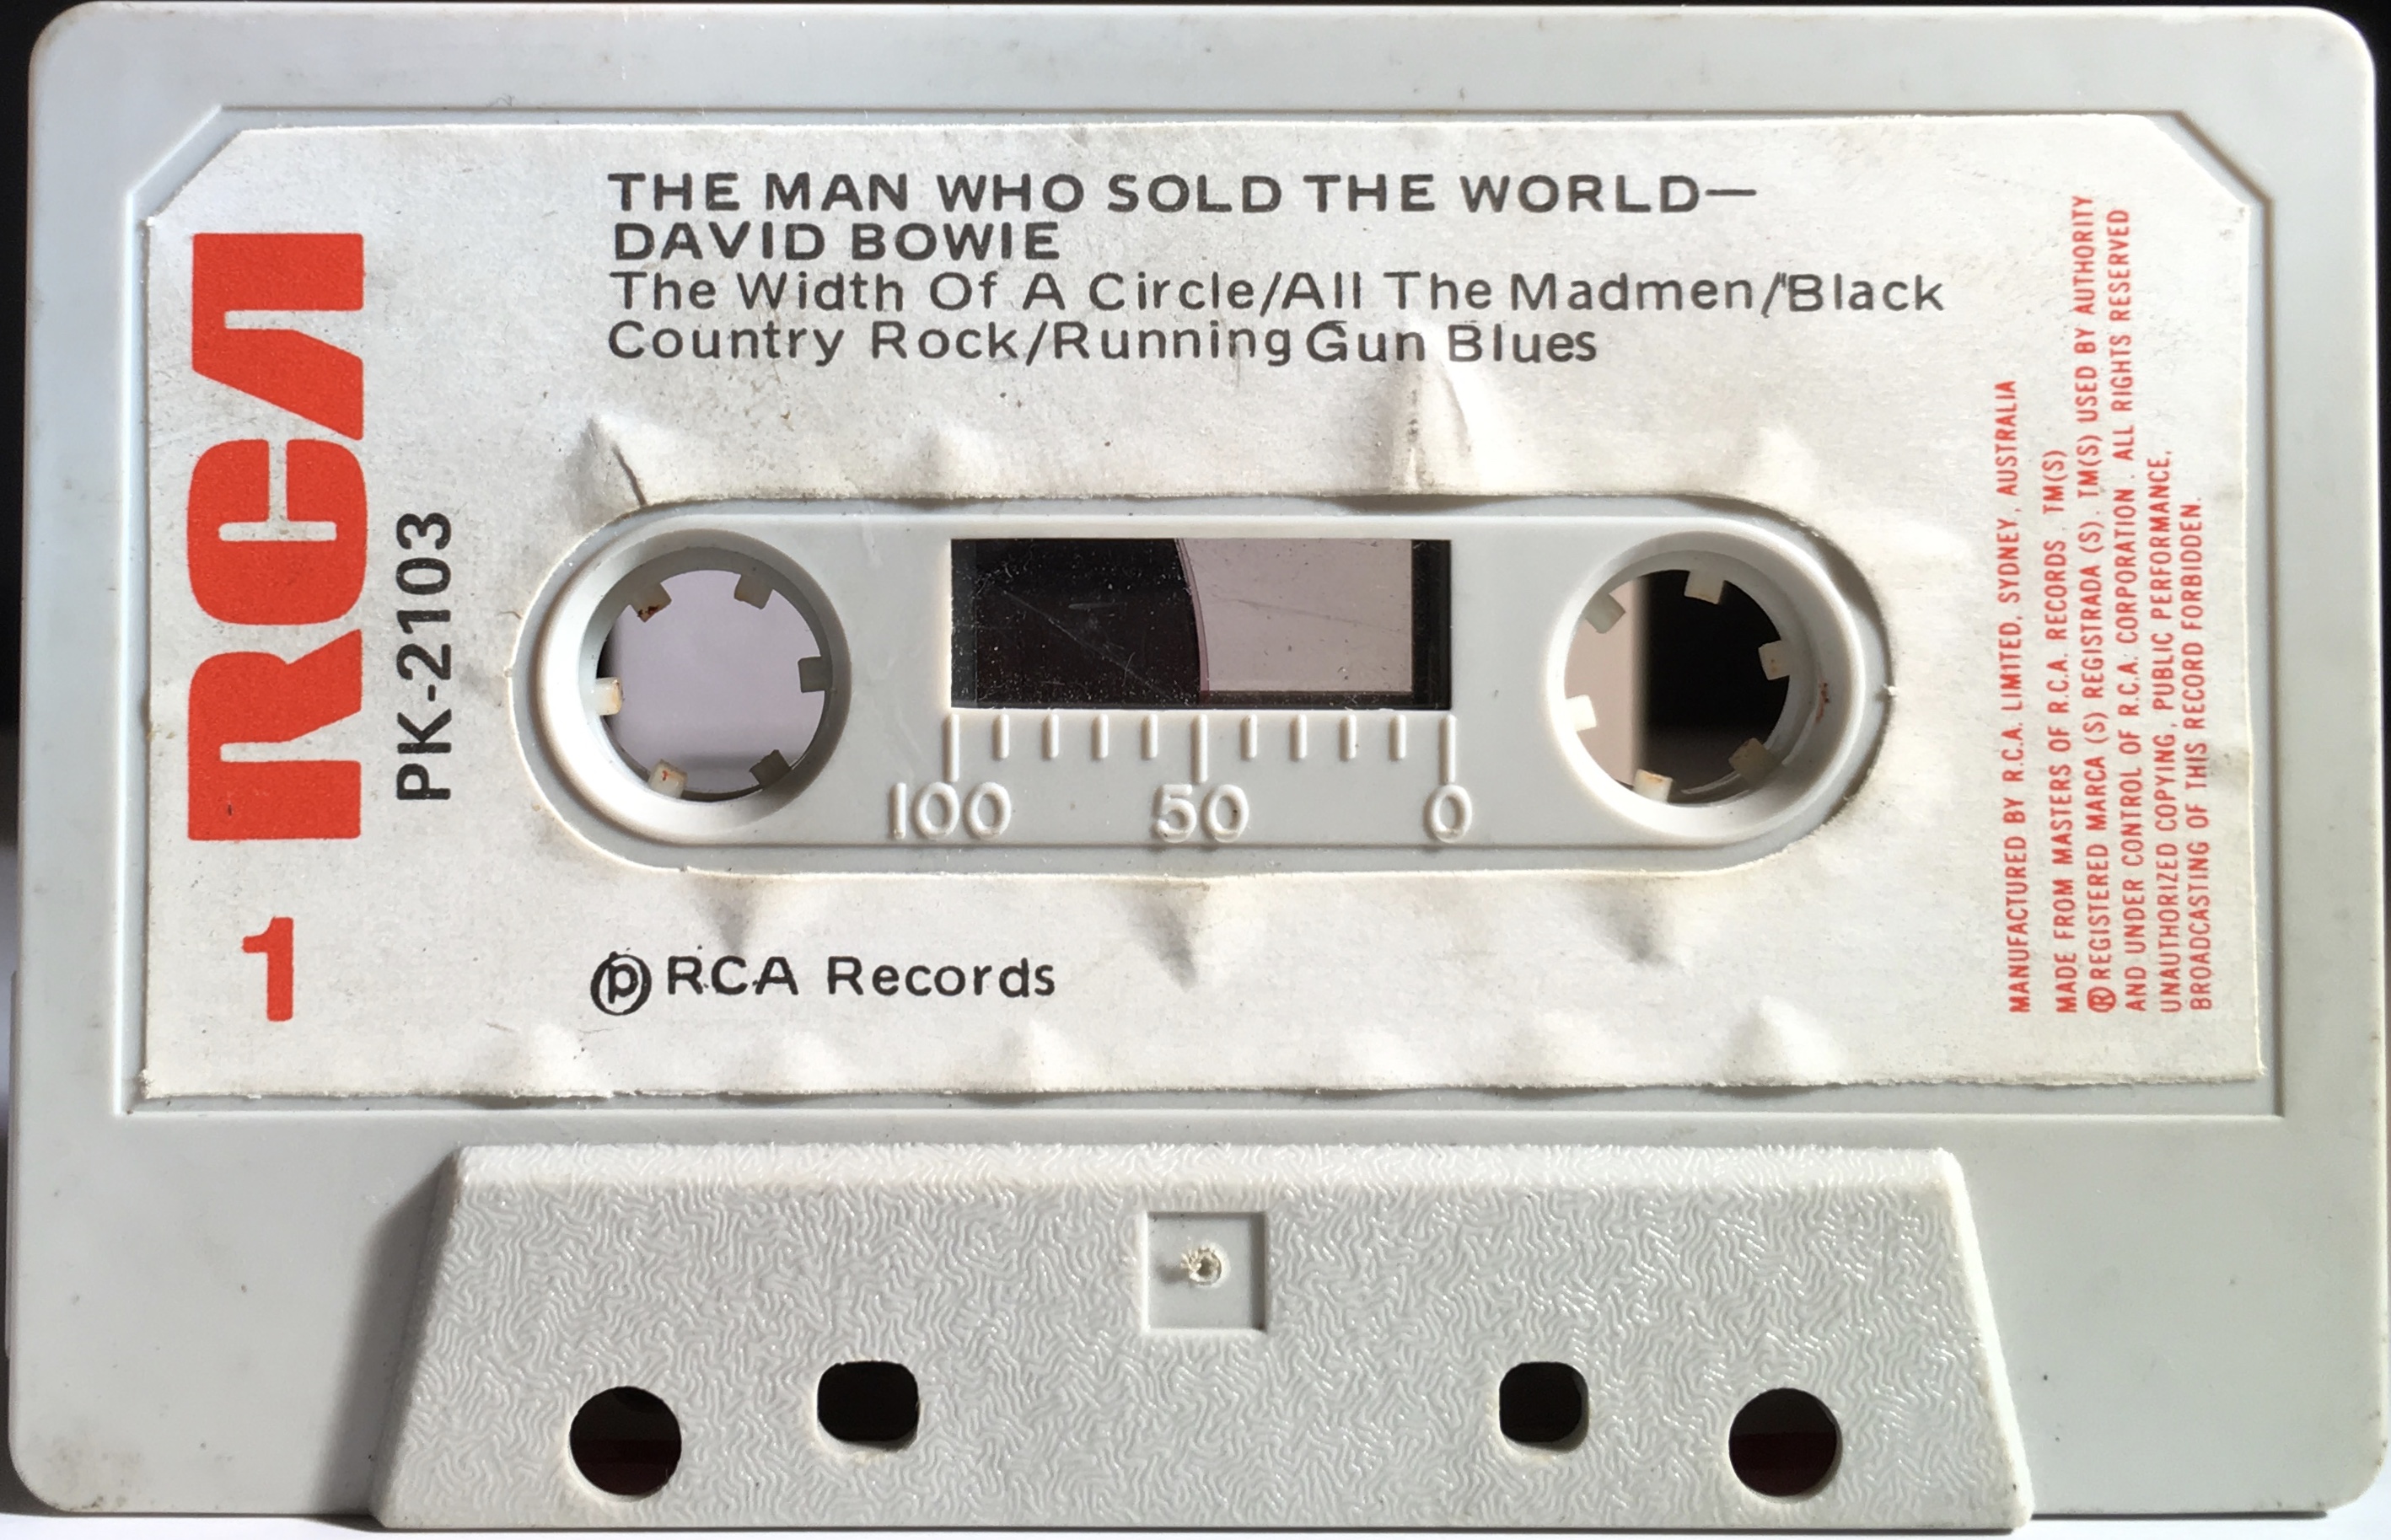 THE MAN WHO SOLD THE WORLD—
DAVID BOWIE
The Width Of A Circle/All The Madmen/Black
Country Rock/Running Gun Blues
RCA
PK-2103
1
100 50 0
Ⓟ RCA Records
MANUFACTURED BY R.C.A. LIMITED, SYDNEY, AUSTRALIA
MADE FROM MASTERS OF R.C.A. RECORDS. TM(S)
® REGISTERED MARCA (S) REGISTRADA (S). TM(S) USED BY AUTHORITY
AND UNDER CONTROL OF R.C.A. CORPORATION. ALL RIGHTS RESERVED
UNAUTHORIZED COPYING, PUBLIC PERFORMANCE,
BROADCASTING OF THIS RECORD FORBIDDEN.